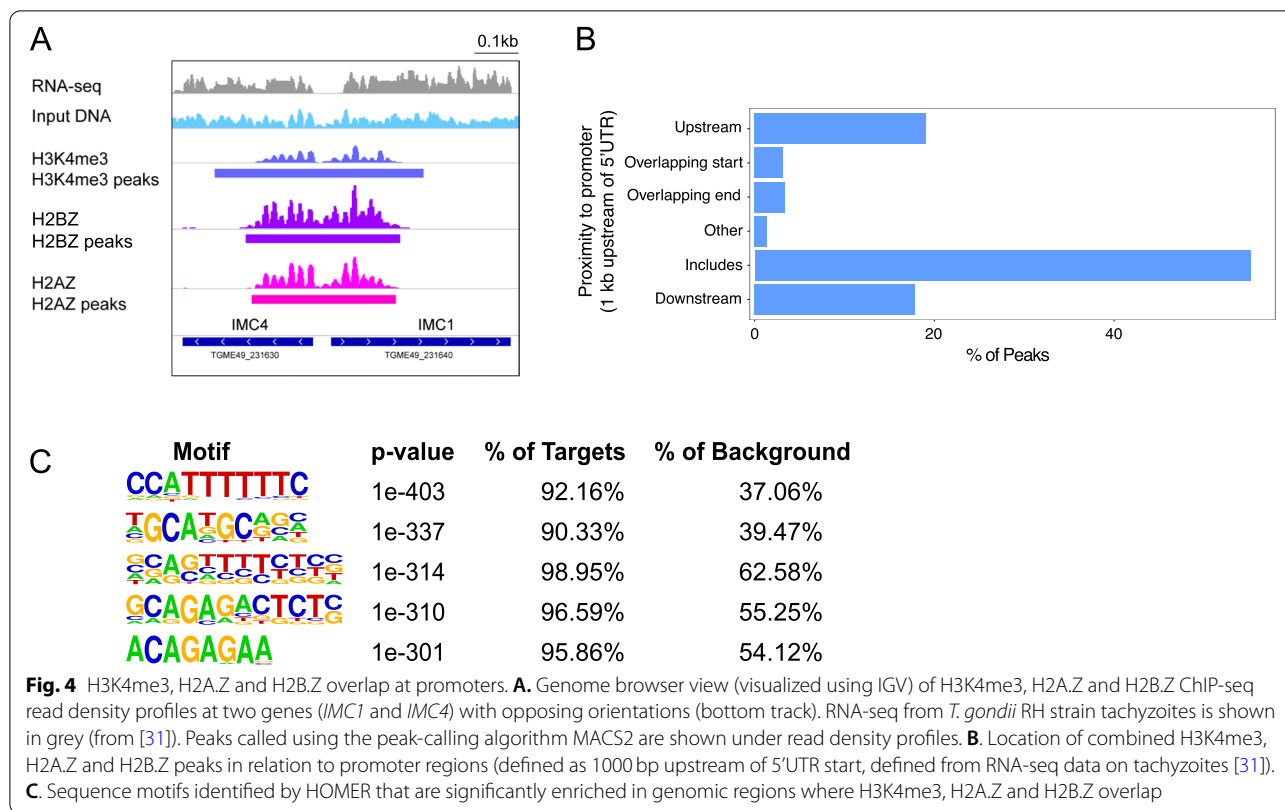 A
0.1kb
RNA-seq
Input DNA
H3K4me3
H3K4me3 peaks
H2BZ
H2BZ peaks
H2AZ
H2AZ peaks
IMC4 IMC1
TGME49_231630 TGME49_231640
B
Proximity to promoter
(1 kb upstream of 5'UTR)
Upstream
Overlapping start
Overlapping end
Other
Includes
Downstream
0 20 40
% of Peaks
C
Motif p-value % of Targets % of Background
CCATTTTTTC 1e-403 92.16% 37.06%
TGCATGCAGC 1e-337 90.33% 39.47%
GCAGTTTTCTCC 1e-314 98.95% 62.58%
GCAGAGACTCTC 1e-310 96.59% 55.25%
ACAGAGAA 1e-301 95.86% 54.12%
Fig. 4 H3K4me3, H2A.Z and H2B.Z overlap at promoters. A. Genome browser view (visualized using IGV) of H3K4me3, H2A.Z and H2B.Z ChIP-seq
read density profiles at two genes (IMC1 and IMC4) with opposing orientations (bottom track). RNA-seq from T. gondii RH strain tachyzoites is shown
in grey (from [31]). Peaks called using the peak-calling algorithm MACS2 are shown under read density profiles. B. Location of combined H3K4me3,
H2A.Z and H2B.Z peaks in relation to promoter regions (defined as 1000 bp upstream of 5'UTR start, defined from RNA-seq data on tachyzoites [31]).
C. Sequence motifs identified by HOMER that are significantly enriched in genomic regions where H3K4me3, H2A.Z and H2B.Z overlap